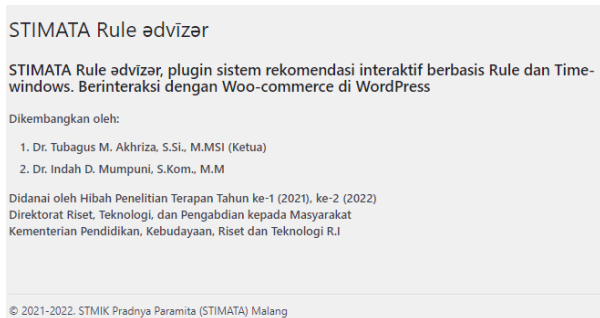 STIMATA Rule ədvīzər
STIMATA Rule ədvīzər, plugin sistem rekomendasi interaktif berbasis Rule dan Time-
windows. Berinteraksi dengan Woo-commerce di WordPress
Dikembangkan oleh:
1. Dr. Tubagus M. Akhriza, S.Si., M.MSI (Ketua)
2. Dr. Indah D. Mumpuni, S.Kom., M.M
Didanai oleh Hibah Penelitian Terapan Tahun ke-1 (2021), ke-2 (2022)
Direktorat Riset, Teknologi, dan Pengabdian kepada Masyarakat
Kementerian Pendidikan, Kebudayaan, Riset dan Teknologi R.I
© 2021-2022. STMIK Pradnya Paramita (STIMATA) Malang